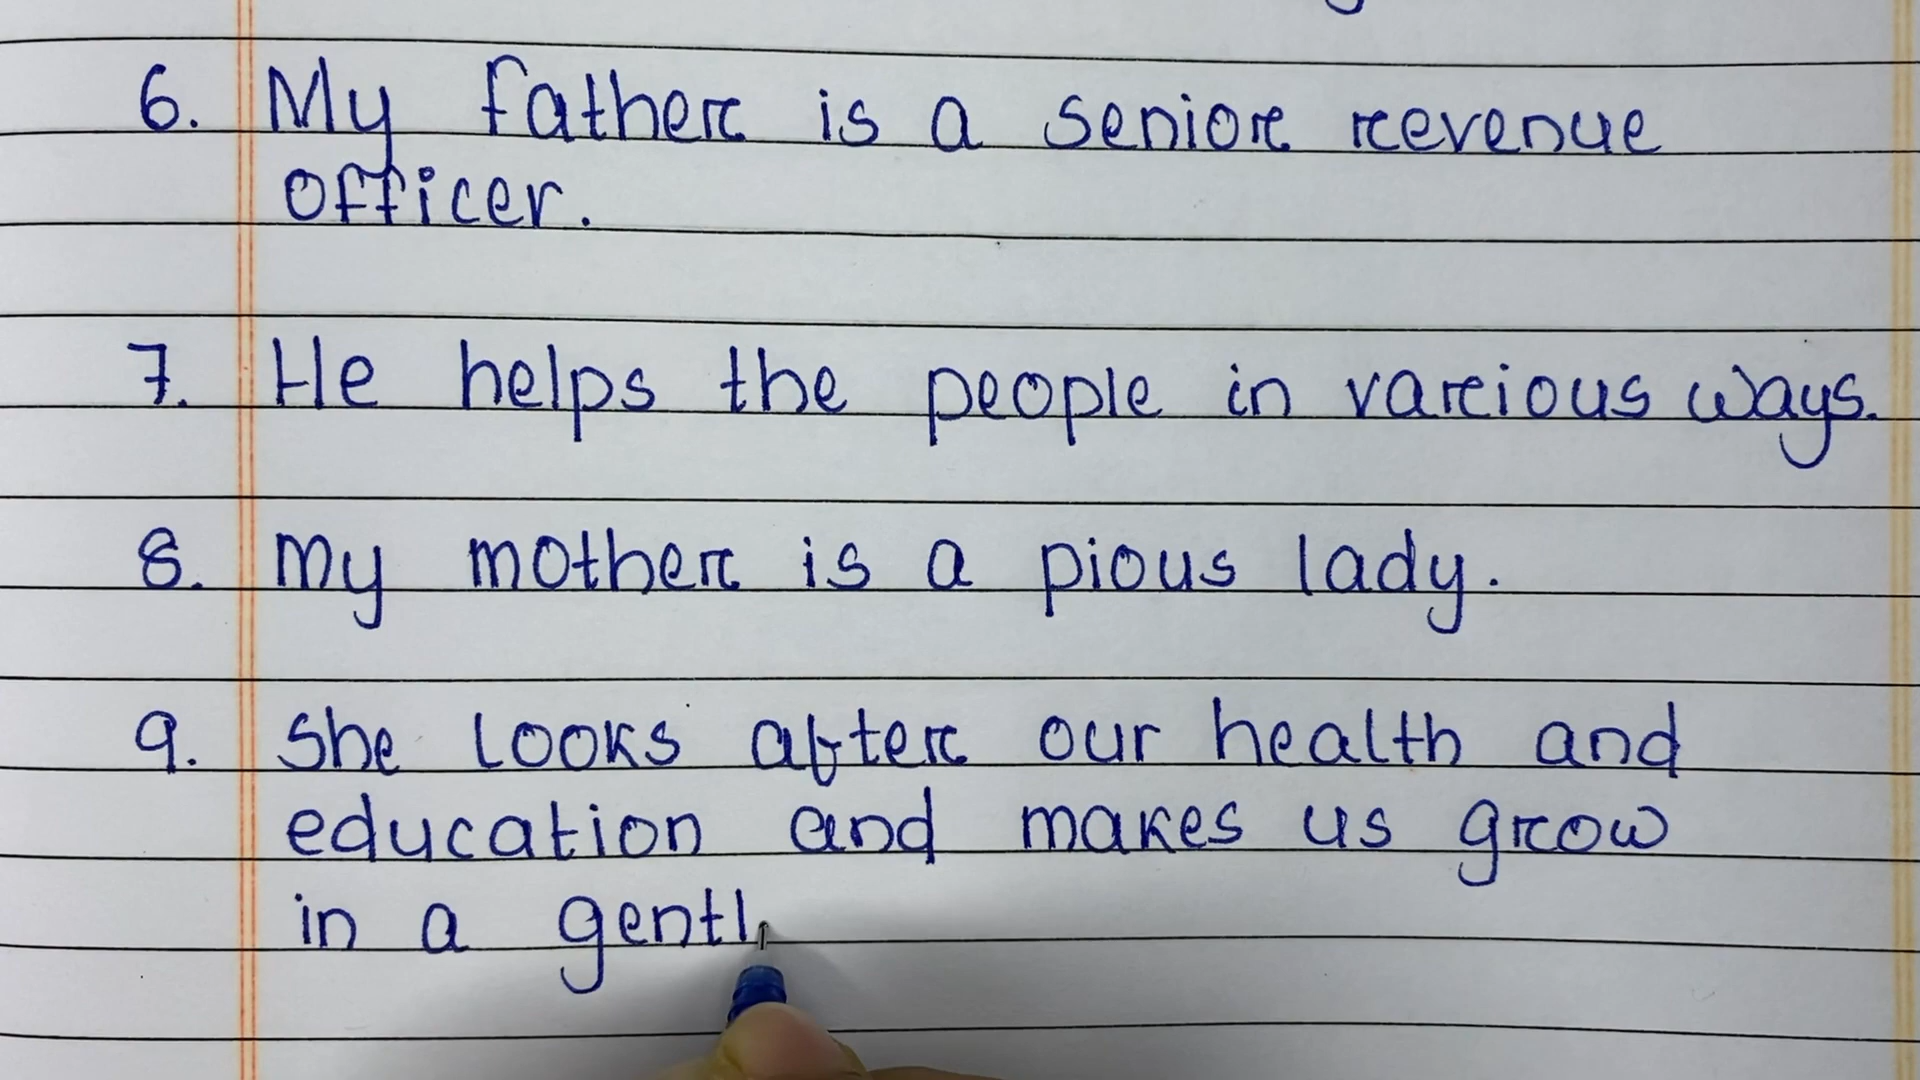 6. My father is a senior revenue
officer.
7. He helps the people in various ways.
8. My mother is a pious lady.
9. She looks after our health and
education and makes us grow
in a gentl